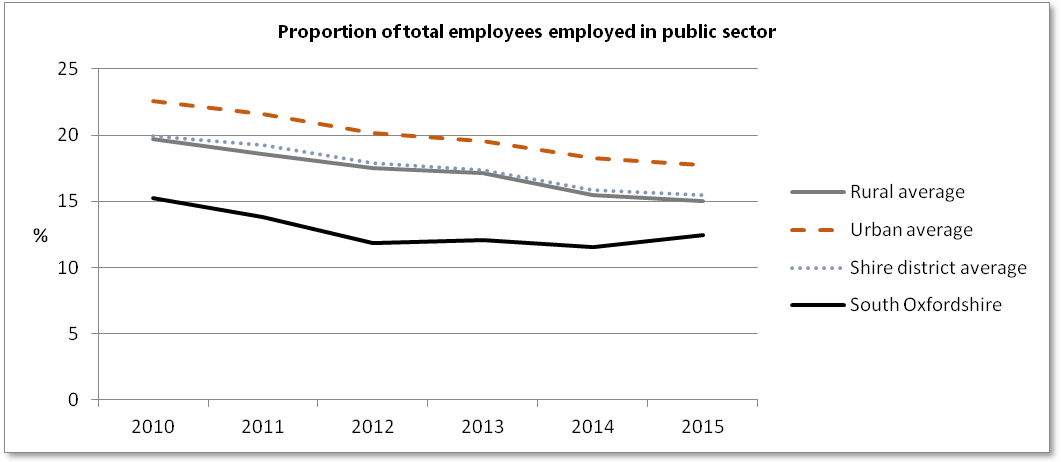 Proportion of total employees employed in public sector
25
20
15
%
10
5
0
2010 2011 2012 2013 2014 2015
Rural average
Urban average
Shire district average
South Oxfordshire